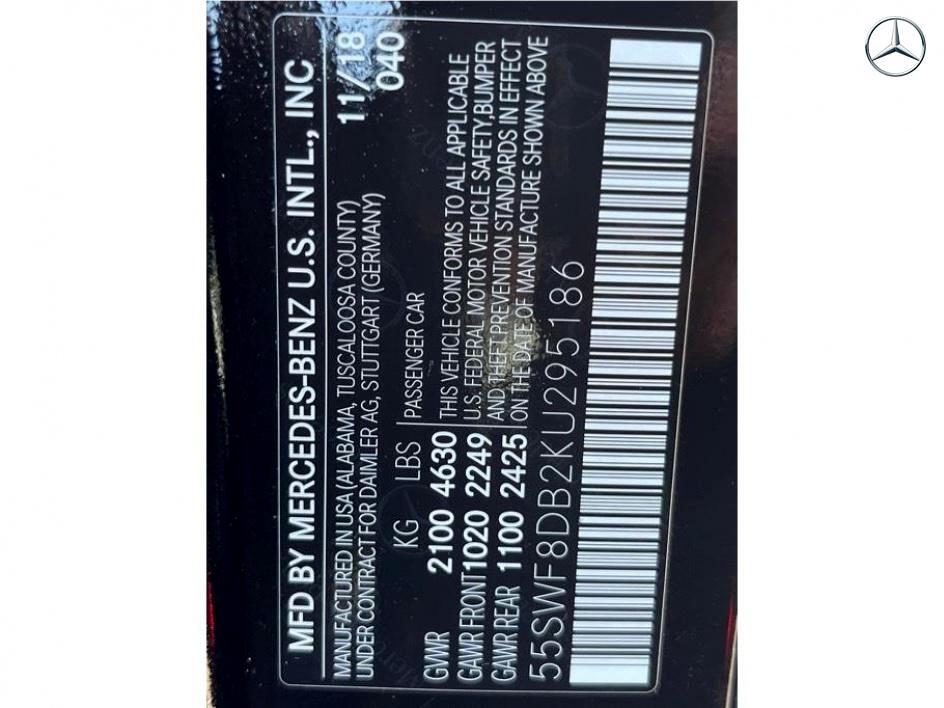 MFD BY MERCEDES-BENZ U.S. INTL., INC
MANUFACTURED IN USA (ALABAMA, TUSCALOOSA COUNTY) 11/18
UNDER CONTRACT FOR DAIMLER AG, STUTTGART (GERMANY) 040
KG LBS PASSENGER CAR
GVWR 2100 4630 THIS VEHICLE CONFORMS TO ALL APPLICABLE
GAWR FRONT 1020 2249 U.S. FEDERAL MOTOR VEHICLE SAFETY,BUMPER
GAWR REAR 1100 2425 AND THEFT PREVENTION STANDARDS IN EFFECT
ON THE DATE OF MANUFACTURE SHOWN ABOVE
55SWF8DB2KU295186